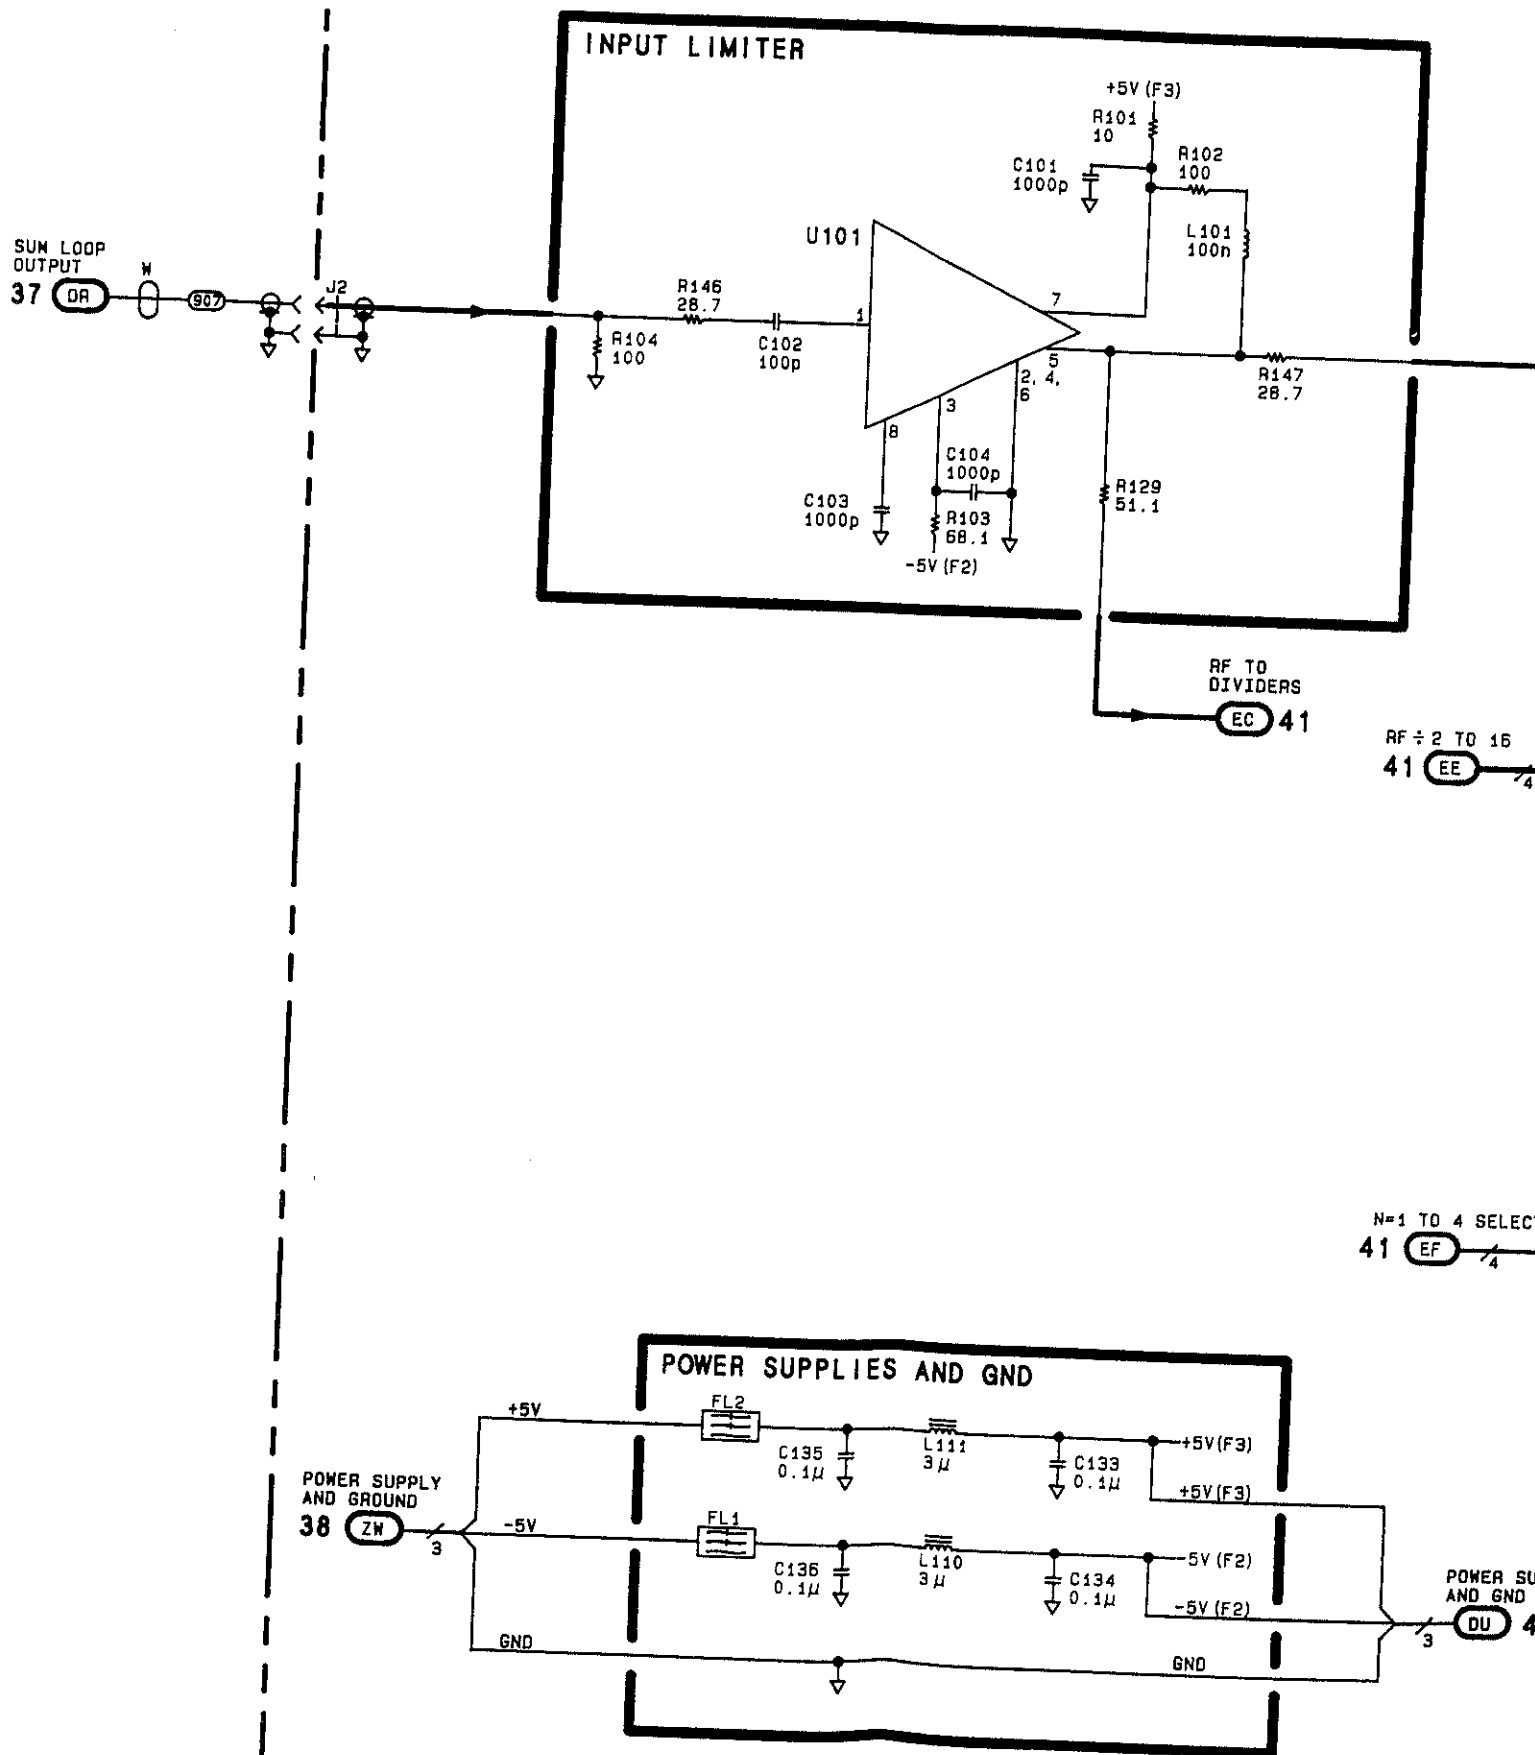 INPUT LIMITER
+5V (F3)
R101
10
R102
100
C101
1000p
L101
100n
U101
SUM LOOP
OUTPUT
37 DA
W
907
J2
R146
28.7
R104
100
C102
100p
1
7
5
2, 4,
6
3
8
R147
28.7
C104
1000p
C103
1000p
R103
68.1
-5V (F2)
R129
51.1
RF TO
DIVIDERS
EC 41
RF ÷ 2 TO 16
41 EE
4
N=1 TO 4 SELEC
41 EF
4
POWER SUPPLIES AND GND
+5V
FL2
C135
0.1µ
L111
3µ
C133
0.1µ
+5V (F3)
+5V (F3)
POWER SUPPLY
AND GROUND
38 ZW
3
-5V
FL1
C136
0.1µ
L110
3µ
C134
0.1µ
-5V (F2)
-5V (F2)
GND
GND
3
POWER SU
AND GND
DU 4